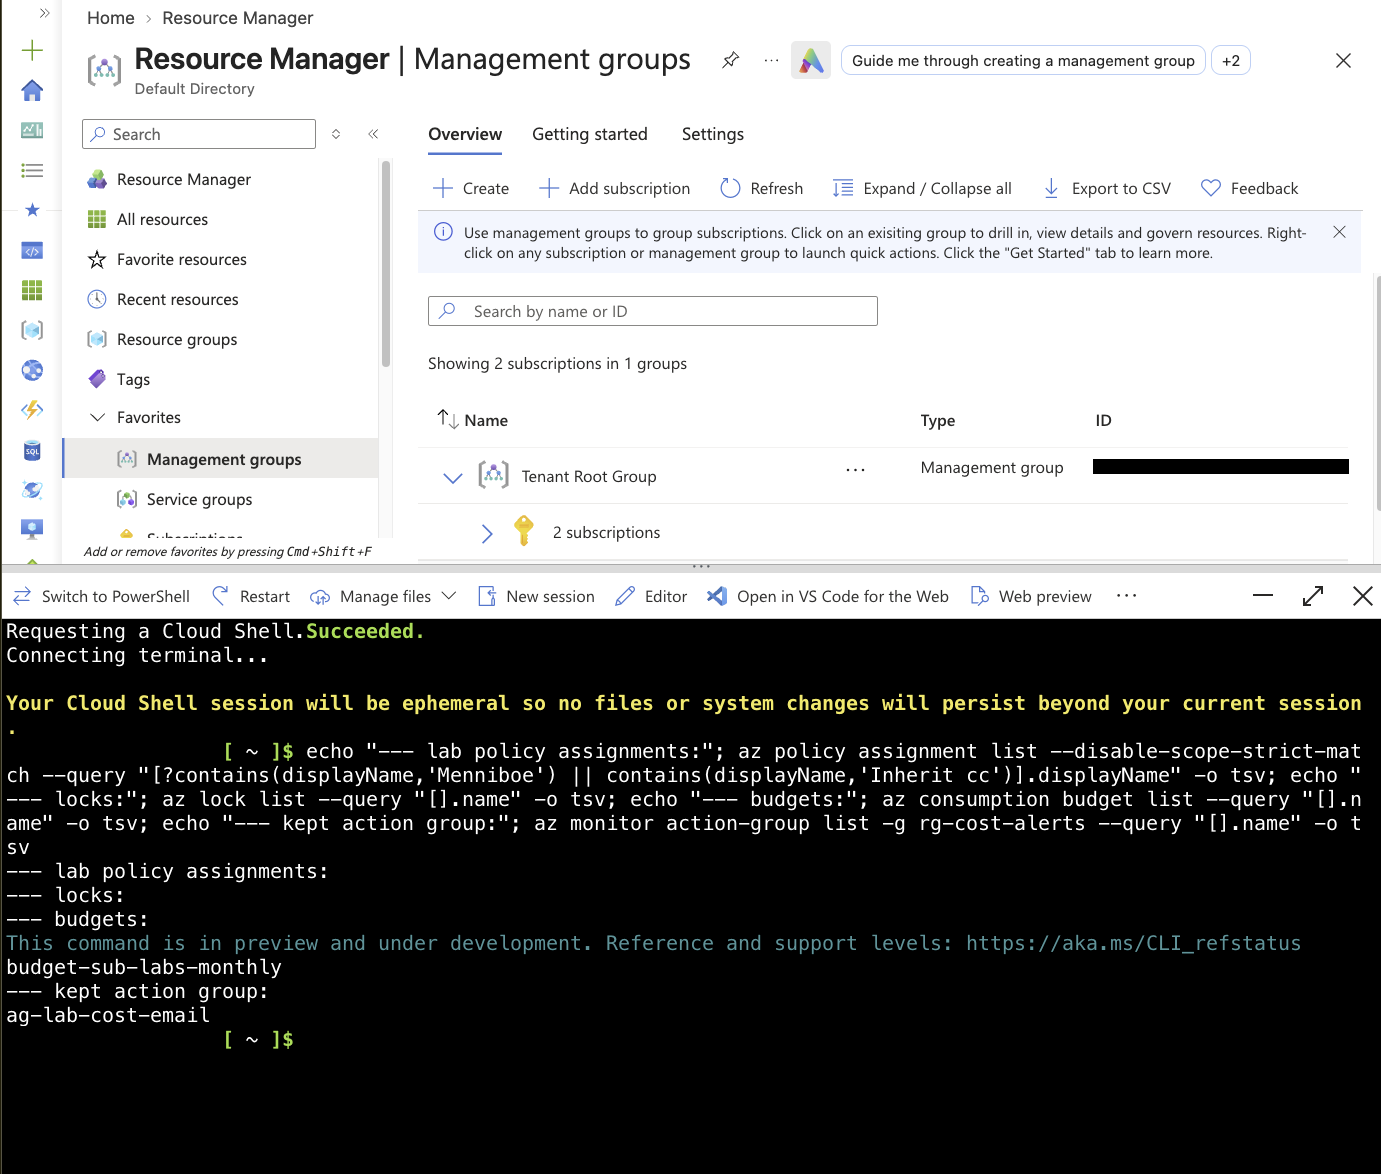 Home › Resource Manager
Resource Manager | Management groups
Default Directory
Guide me through creating a management group
+2
Search
Resource Manager
All resources
Favorite resources
Recent resources
Resource groups
Tags
Favorites
Management groups
Service groups
Subscriptions
Add or remove favorites by pressing Cmd+Shift+F
Overview Getting started Settings
Create Add subscription Refresh Expand / Collapse all Export to CSV Feedback
Use management groups to group subscriptions. Click on an exisiting group to drill in, view details and govern resources. Right-
click on any subscription or management group to launch quick actions. Click the "Get Started" tab to learn more.
Search by name or ID
Showing 2 subscriptions in 1 groups
Name Type ID
Tenant Root Group ... Management group
2 subscriptions
Switch to PowerShell Restart Manage files New session Editor Open in VS Code for the Web Web preview ...
Requesting a Cloud Shell.Succeeded.
Connecting terminal...
Your Cloud Shell session will be ephemeral so no files or system changes will persist beyond your current session
.
[ ~ ]$ echo "--- lab policy assignments:"; az policy assignment list --disable-scope-strict-mat
ch --query "[?contains(displayName,'Menniboe') || contains(displayName,'Inherit cc')].displayName" -o tsv; echo "
--- locks:"; az lock list --query "[].name" -o tsv; echo "--- budgets:"; az consumption budget list --query "[].n
ame" -o tsv; echo "--- kept action group:"; az monitor action-group list -g rg-cost-alerts --query "[].name" -o t
sv
--- lab policy assignments:
--- locks:
--- budgets:
This command is in preview and under development. Reference and support levels: https://aka.ms/CLI_refstatus
budget-sub-labs-monthly
--- kept action group:
ag-lab-cost-email
[ ~ ]$